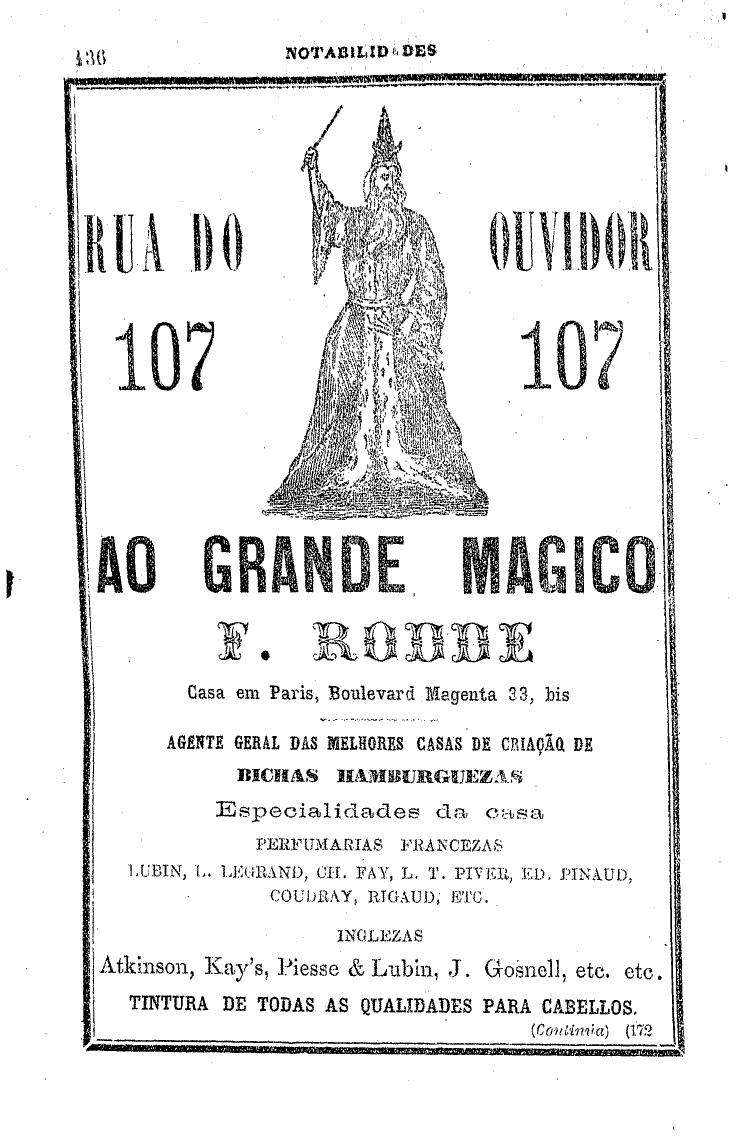 436 NOTABILIDADES
RUA DO OUVIDOR
107 107
AO GRANDE MAGICO
F. RODDE
Casa em Paris, Boulevard Magenta 33, bis
AGENTE GERAL DAS MELHORES CASAS DE CRIAÇÃO DE
BICHAS HAMBURGUEZAS
Especialidades da casa
PERFUMARIAS FRANCEZAS
LUBIN, L. LEGRAND, CH. FAY, L. T. PIVER, ED. PINAUD,
COUDRAY, RIGAUD, ETC.
INGLEZAS
Atkinson, Kay's, Piesse & Lubin, J. Gosnell, etc. etc.
TINTURA DE TODAS AS QUALIDADES PARA CABELLOS.
(Continúa) (172